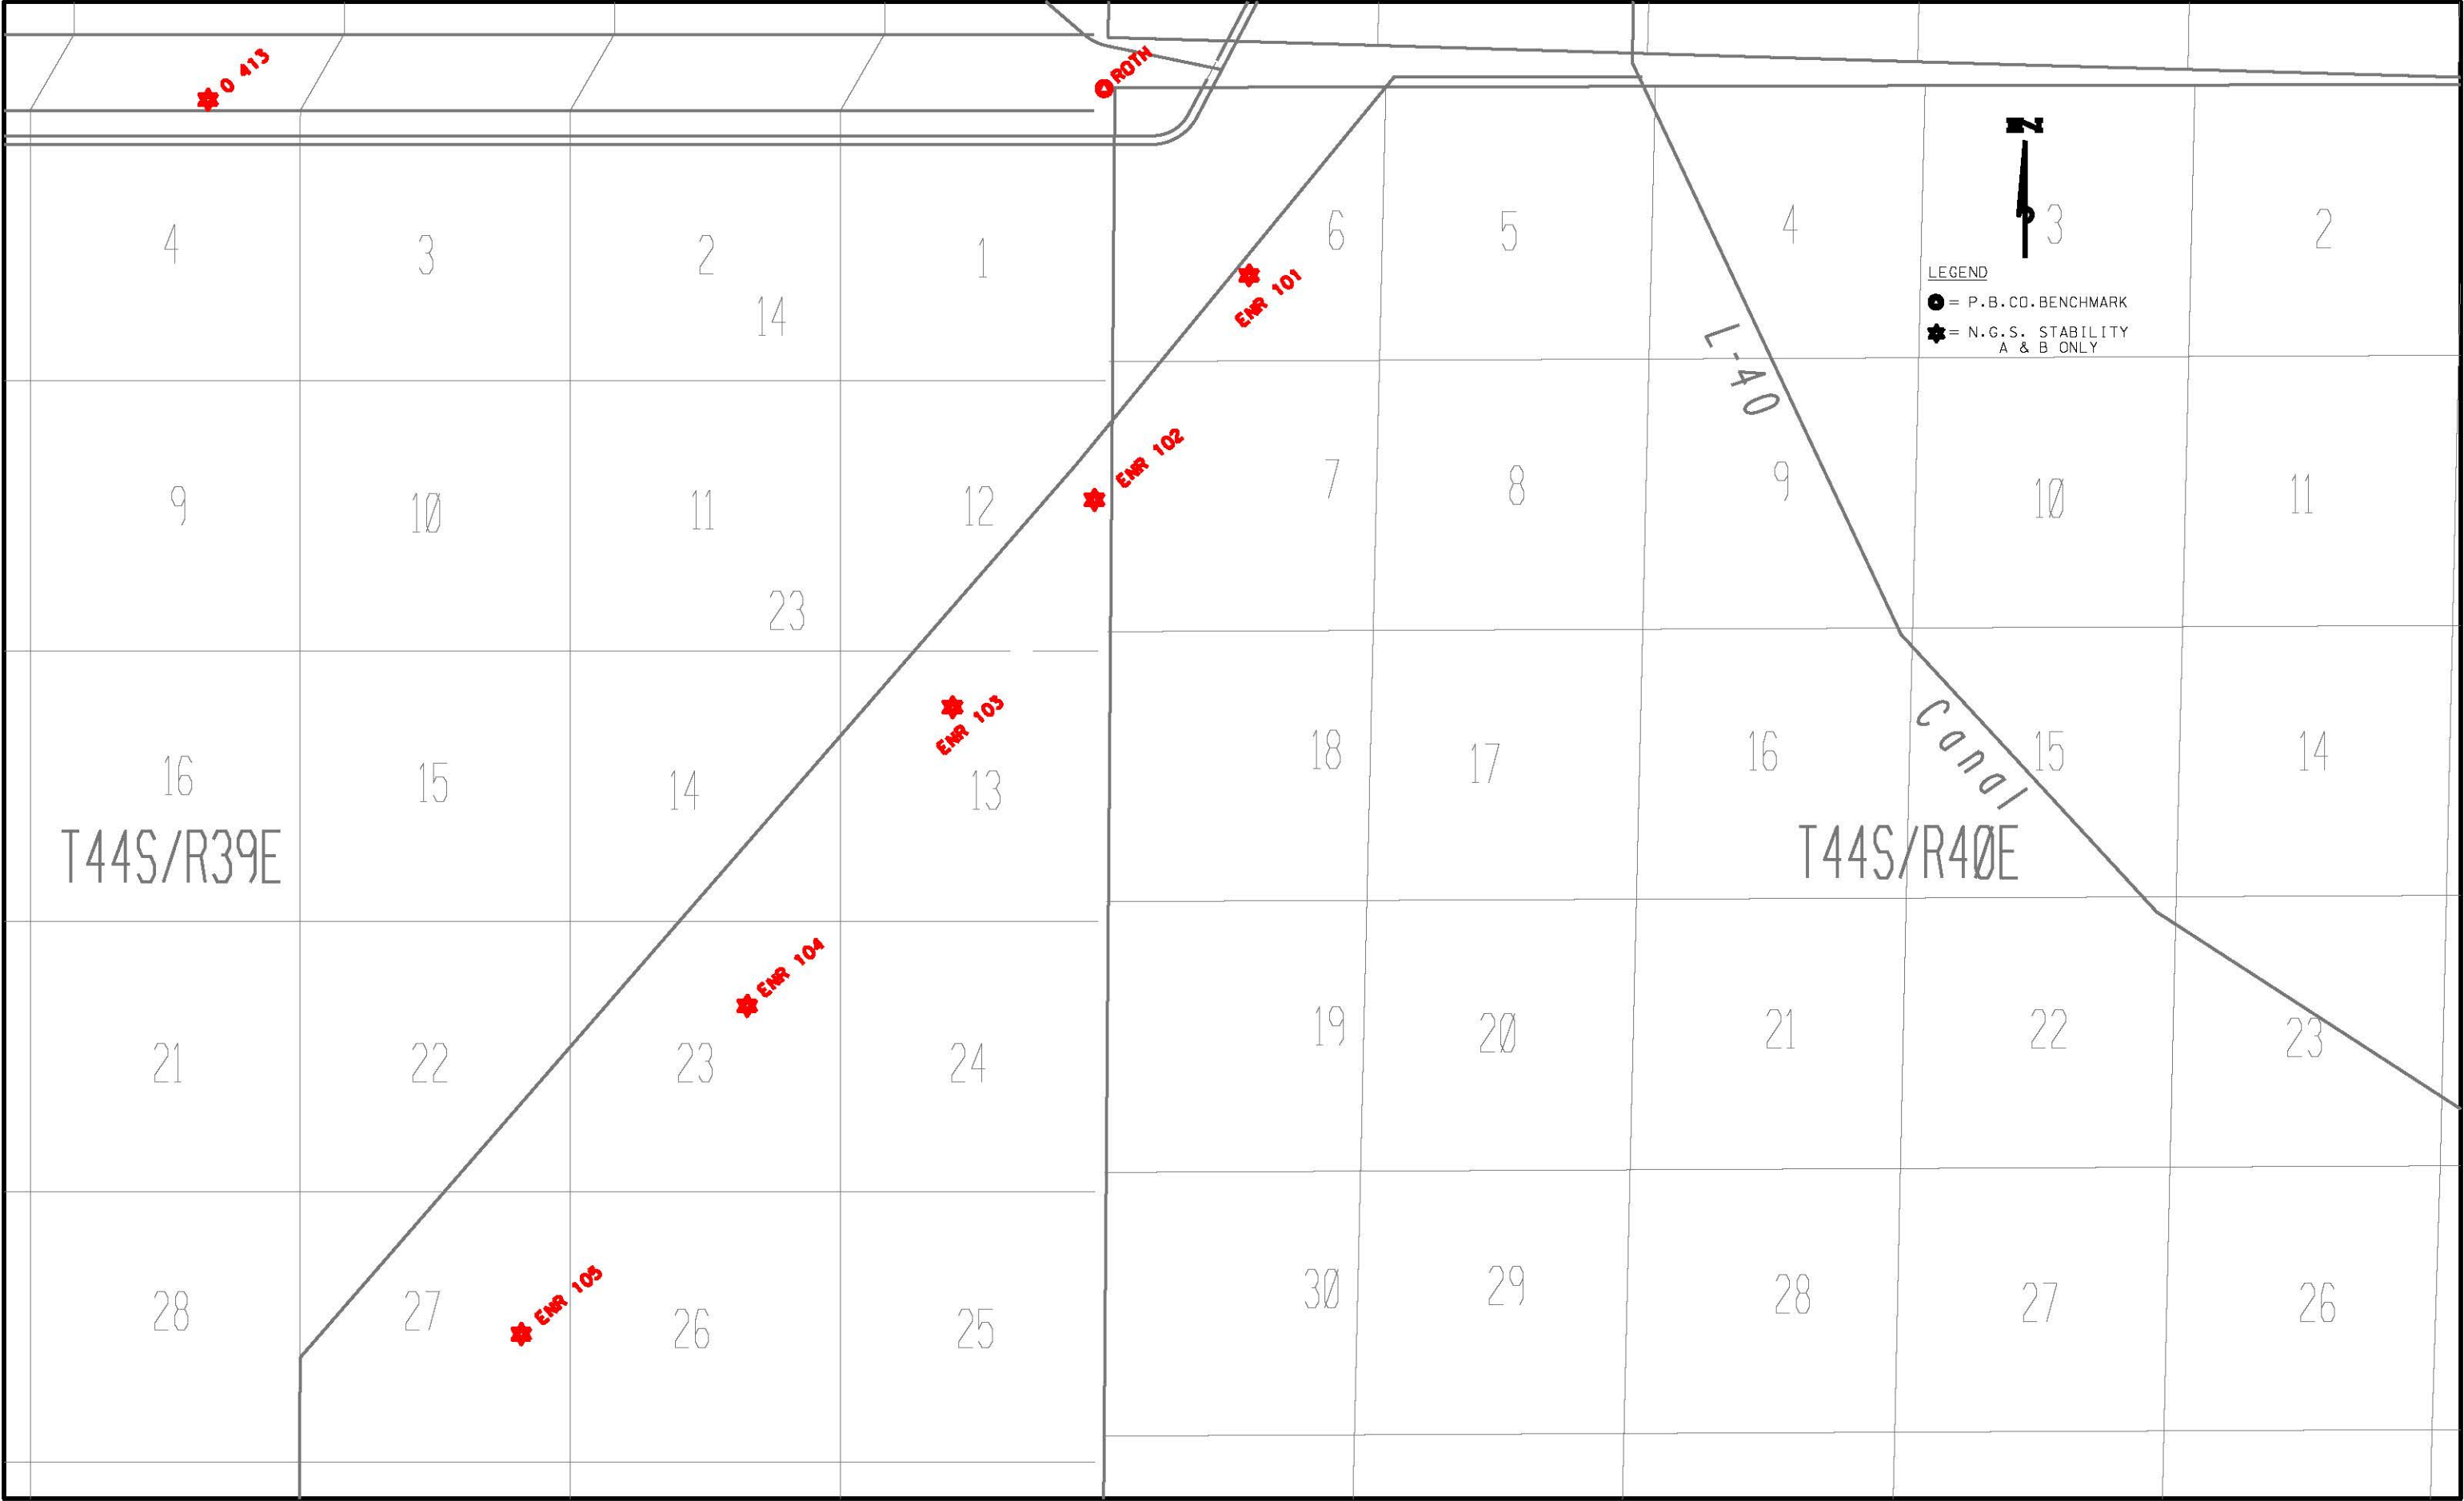 O 413
ROTH
N
4 3 2 1 6 5 4 3 2
14
ENR 101
LEGEND
= P.B.CO.BENCHMARK
= N.G.S. STABILITY
A & B ONLY
L-40
ENR 102
9 10 11 12 7 8 9 10 11
23
ENR 103
16 15 14 13 18 17 16 15 14
Canal
T44S/R39E T44S/R40E
ENR 104
21 22 23 24 19 20 21 22 23
ENR 105
28 27 26 25 30 29 28 27 26